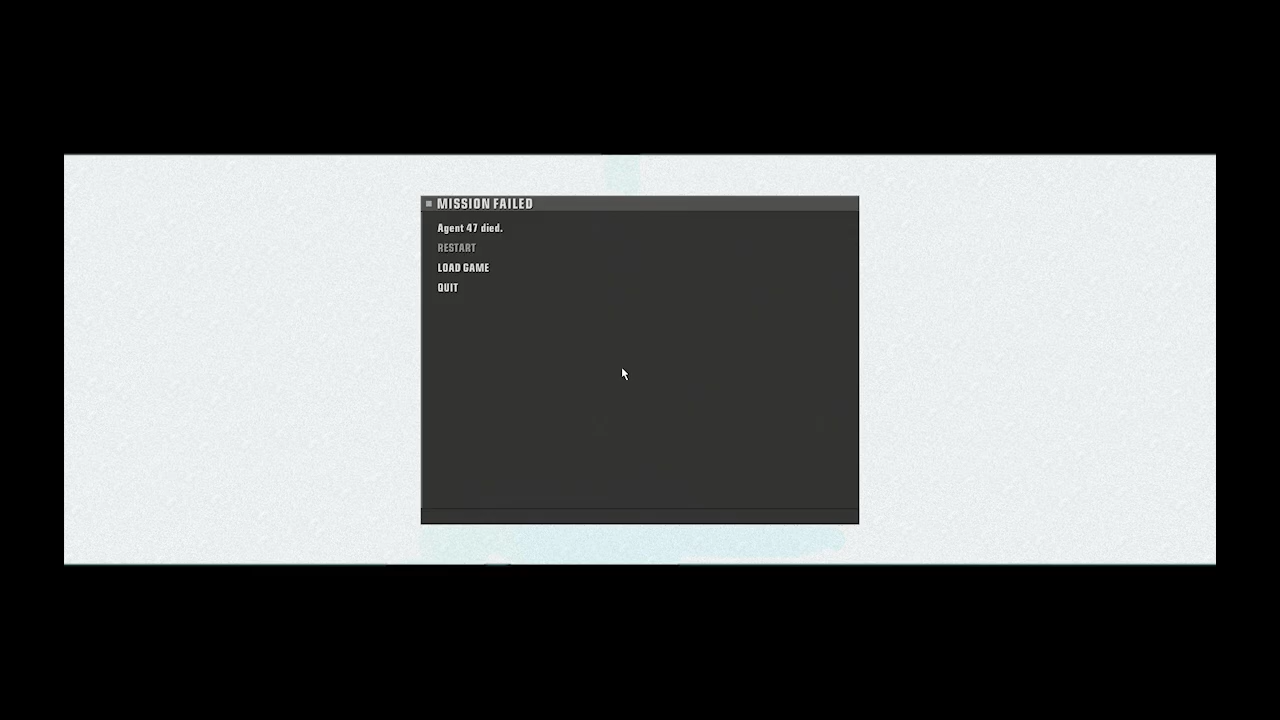 MISSION FAILED
Agent 47 died.
RESTART
LOAD GAME
QUIT